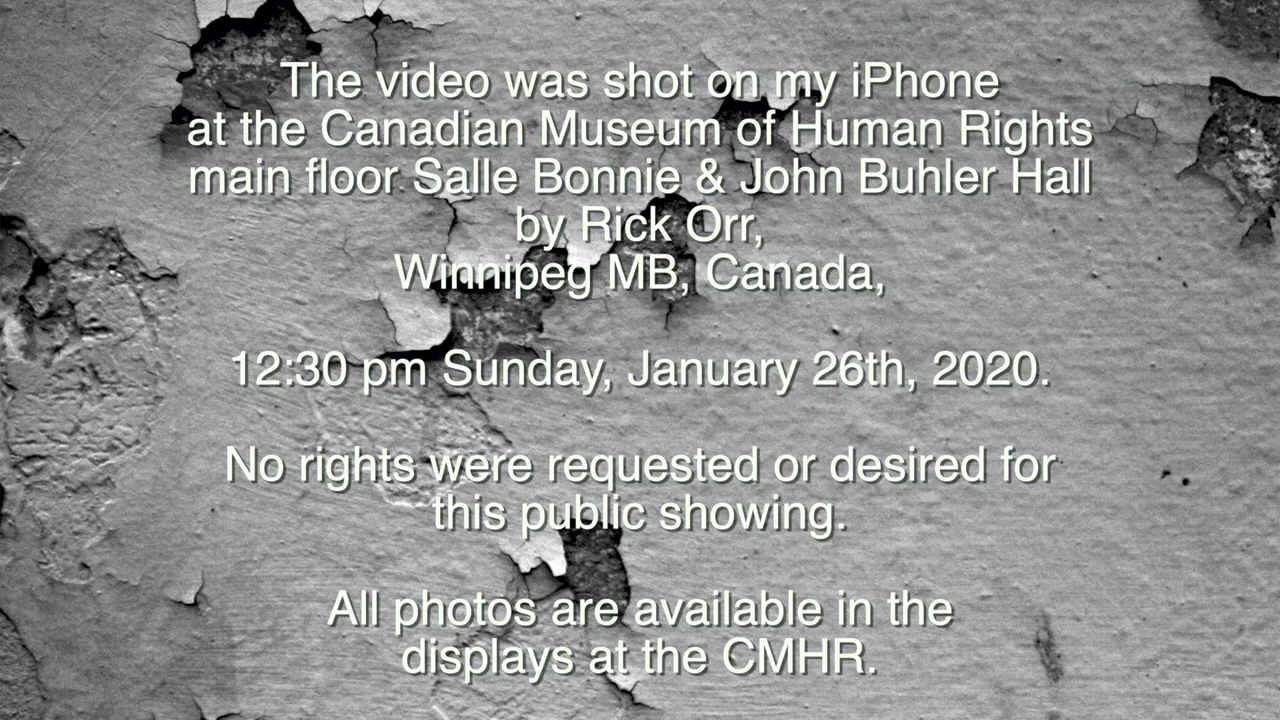 The video was shot on my iPhone
at the Canadian Museum of Human Rights
main floor Salle Bonnie & John Buhler Hall
by Rick Orr,
Winnipeg MB, Canada,
12:30 pm Sunday, January 26th, 2020.
No rights were requested or desired for
this public showing.
All photos are available in the
displays at the CMHR.